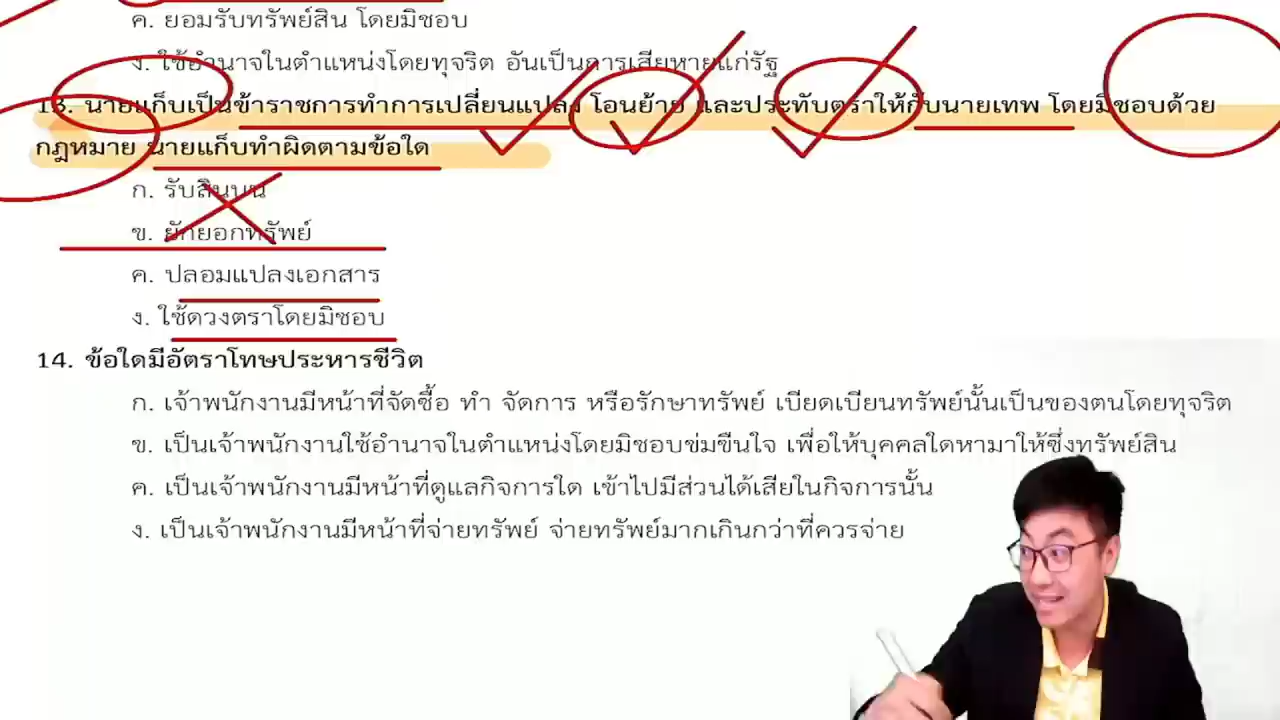 ค. ยอมรับทรัพย์สิน โดยมิชอบ
ง. ใช้อำนาจในตำแหน่งโดยทุจริต อันเป็นการเสียหายแก่รัฐ
13. นายแก็บเป็นข้าราชการทำการเปลี่ยนแปลง โอนย้าย และประทับตราให้กับนายเทพ โดยมิชอบด้วย
กฎหมาย นายแก็บทำผิดตามข้อใด
ก. รับสินบน
ข. ยักยอกทรัพย์
ค. ปลอมแปลงเอกสาร
ง. ใช้ดวงตราโดยมิชอบ
14. ข้อใดมีอัตราโทษประหารชีวิต
ก. เจ้าพนักงานมีหน้าที่จัดซื้อ ทำ จัดการ หรือรักษาทรัพย์ เบียดเบียนทรัพย์นั้นเป็นของตนโดยทุจริต
ข. เป็นเจ้าพนักงานใช้อำนาจในตำแหน่งโดยมิชอบข่มขืนใจ เพื่อให้บุคคลใดหามาให้ซึ่งทรัพย์สิน
ค. เป็นเจ้าพนักงานมีหน้าที่ดูแลกิจการใด เข้าไปมีส่วนได้เสียในกิจการนั้น
ง. เป็นเจ้าพนักงานมีหน้าที่จ่ายทรัพย์ จ่ายทรัพย์มากเกินกว่าที่ควรจ่าย